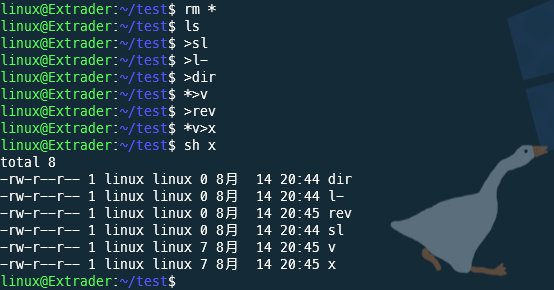 linux@Extrader:~/test$ rm *
linux@Extrader:~/test$ ls
linux@Extrader:~/test$ >sl
linux@Extrader:~/test$ >l-
linux@Extrader:~/test$ >dir
linux@Extrader:~/test$ *>v
linux@Extrader:~/test$ >rev
linux@Extrader:~/test$ *v>x
linux@Extrader:~/test$ sh x
total 8
-rw-r--r-- 1 linux linux 0 8月  14 20:44 dir
-rw-r--r-- 1 linux linux 0 8月  14 20:44 l-
-rw-r--r-- 1 linux linux 0 8月  14 20:45 rev
-rw-r--r-- 1 linux linux 0 8月  14 20:44 sl
-rw-r--r-- 1 linux linux 7 8月  14 20:45 v
-rw-r--r-- 1 linux linux 7 8月  14 20:45 x
linux@Extrader:~/test$